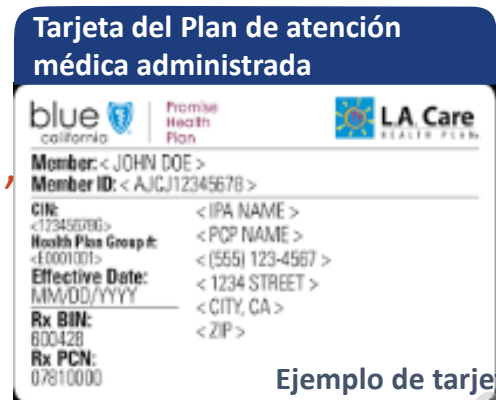 Tarjeta del Plan de atención
médica administrada
blue
california
Promise
Health
Plan
L.A. Care
HEALTH PLAN
Member:< JOHN DOE >
Member ID: < AJCJ12345678 >
CIN:
<12345678G>
Health Plan Group #:
<E0001001>
Effective Date:
MM/DD/YYYY
Rx BIN:
600428
Rx PCN:
07810000
< IPA NAME >
< PCP NAME >
< (555) 123-4567 >
< 1234 STREET >
< CITY, CA >
< ZIP >
Ejemplo de tarje